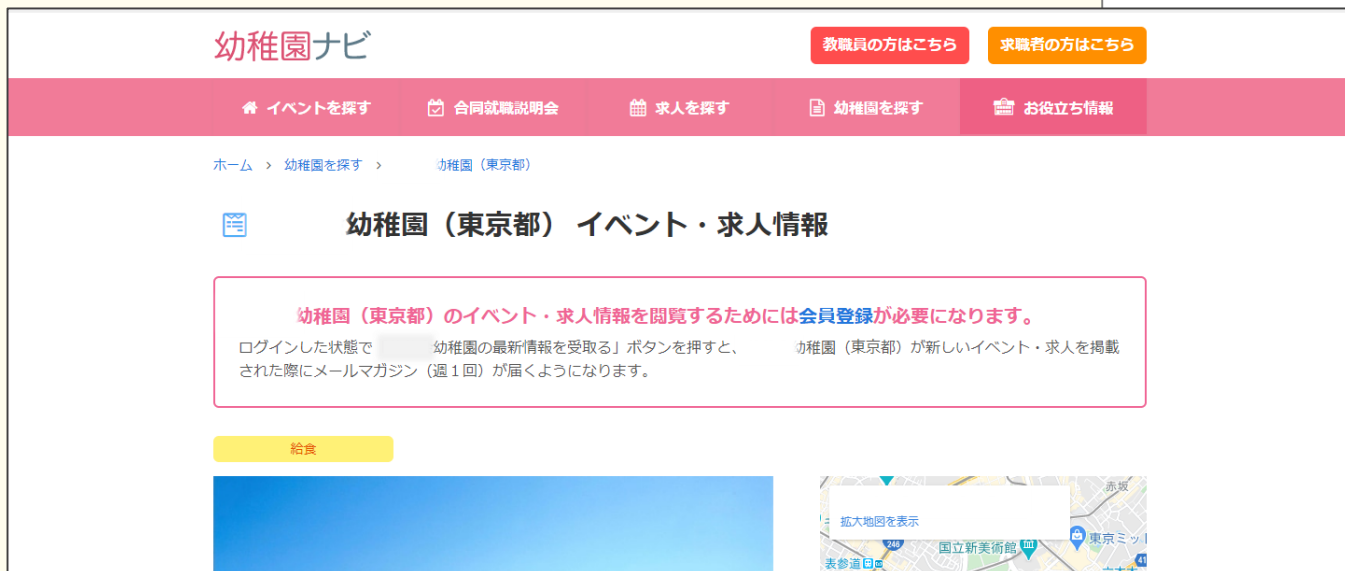 幼稚園ナビ
教職員の方はこちら
求職者の方はこちら
イベントを探す
合同就職説明会
求人を探す
幼稚園を探す
お役立ち情報
ホーム > 幼稚園を探す > 幼稚園（東京都）
幼稚園（東京都） イベント・求人情報
幼稚園（東京都）のイベント・求人情報を閲覧するためには会員登録が必要になります。
ログインした状態で 幼稚園の最新情報を受取る」ボタンを押すと、 幼稚園（東京都）が新しいイベント・求人を掲載
された際にメールマガジン（週１回）が届くようになります。
給食
赤坂
拡大地図を表示
246
国立新美術館
東京ミッ
表参道
41